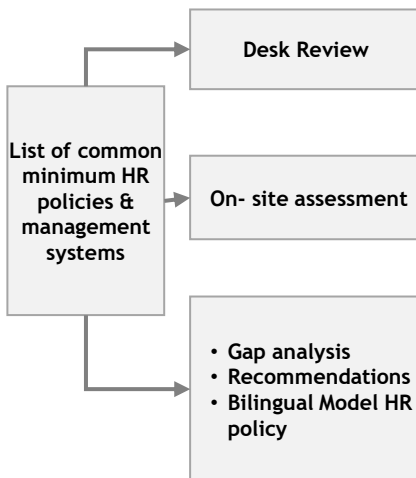 Desk Review
List of common
minimum HR
policies &
management
systems
On- site assessment
• Gap analysis
• Recommendations
• Bilingual Model HR
policy